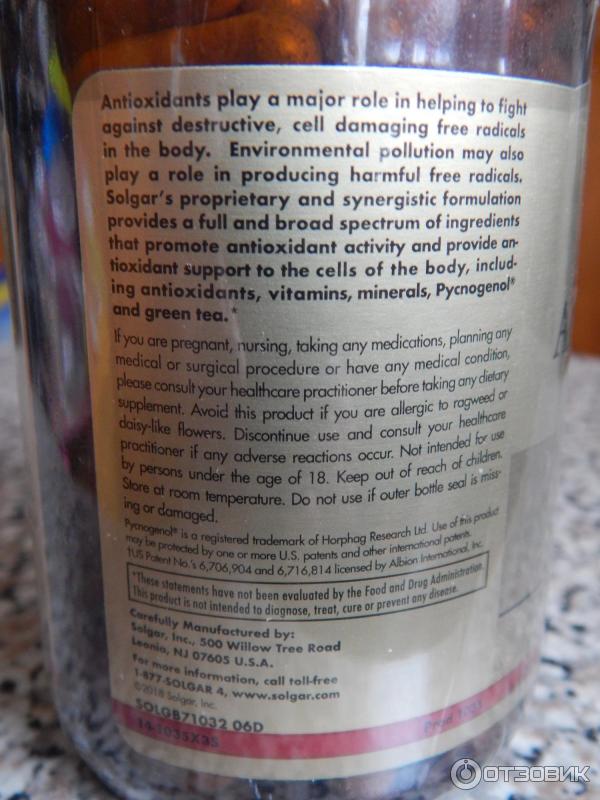 Antioxidants play a major role in helping to fight
against destructive, cell damaging free radicals
in the body. Environmental pollution may also
play a role in producing harmful free radicals.
Solgar's proprietary and synergistic formulation
provides a full and broad spectrum of ingredients
that promote antioxidant activity and provide an-
tioxidant support to the cells of the body, includ-
ing antioxidants, vitamins, minerals, Pycnogenol®
and green tea.*
If you are pregnant, nursing, taking any medications, planning any
medical or surgical procedure or have any medical condition,
please consult your healthcare practitioner before taking any dietary
supplement. Avoid this product if you are allergic to ragweed or
daisy-like flowers. Discontinue use and consult your healthcare
practitioner if any adverse reactions occur. Not intended for use
by persons under the age of 18. Keep out of reach of children.
Store at room temperature. Do not use if outer bottle seal is miss-
ing or damaged.
Pycnogenol® is a registered trademark of Horphag Research Ltd. Use of this product
may be protected by one or more U.S. patents and other international patents.
†US Patent No.'s 6,706,904 and 6,716,814 licensed by Albion International, Inc.
*These statements have not been evaluated by the Food and Drug Administration.
This product is not intended to diagnose, treat, cure or prevent any disease.
Carefully Manufactured by:
Solgar, Inc., 500 Willow Tree Road
Leonia, NJ 07605 U.S.A.
For more information, call toll-free
1-877-SOLGAR 4, www.solgar.com
©2018 Solgar, Inc.
SOLGB71032 06D
ОТЗОВИК